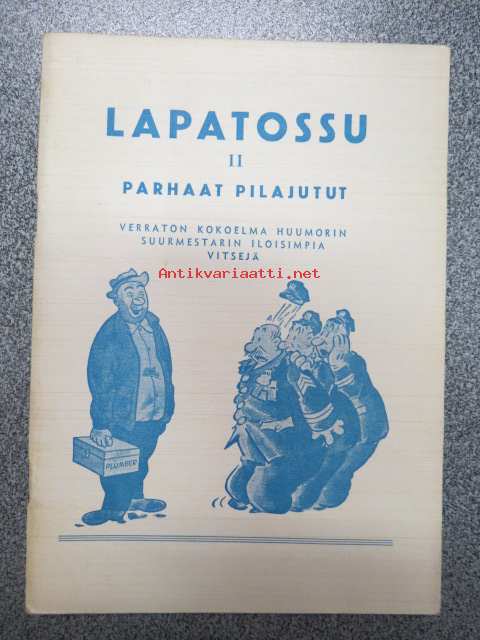 LAPATOSSU
II
PARHAAT PILAJUTUT
VERRATON KOKOELMA HUUMORIN
SUURMESTARIN ILOISIMPIA
VITSEJÄ
Antikvariaatti.net
PLUMBER